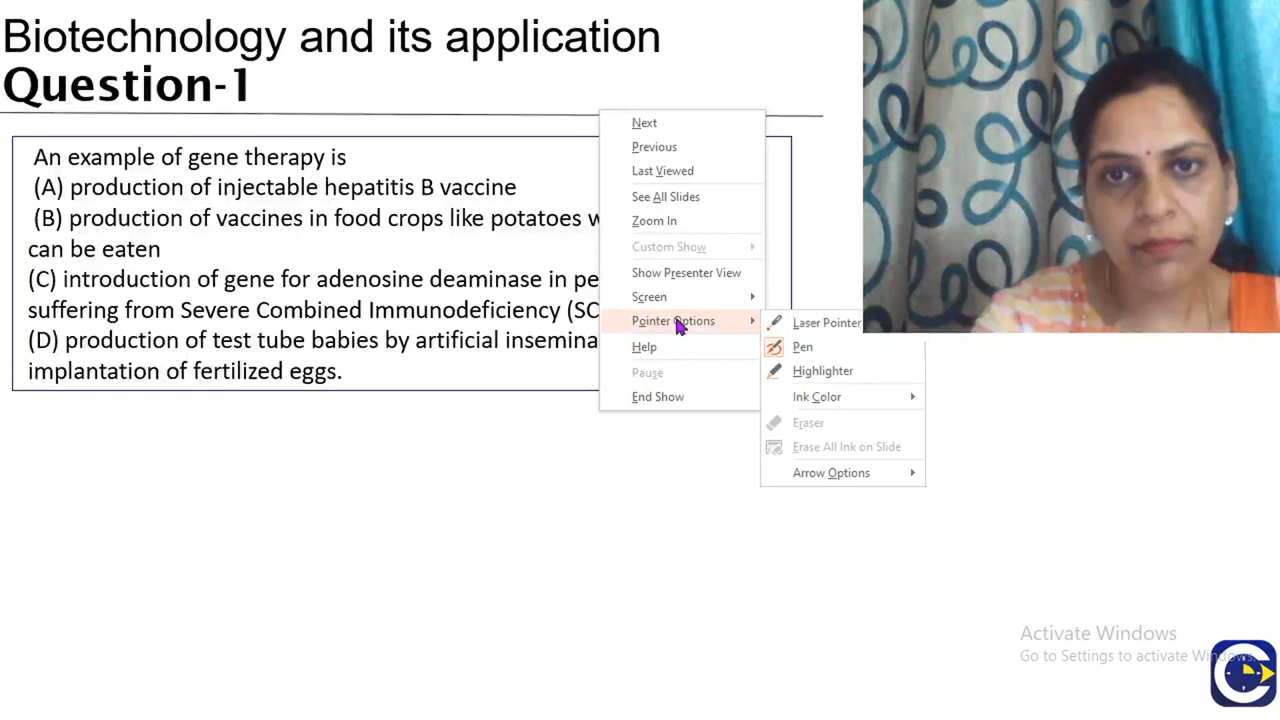 Biotechnology and its application
Question-1
An example of gene therapy is
(A) production of injectable hepatitis B vaccine
(B) production of vaccines in food crops like potatoes
can be eaten
(C) introduction of gene for adenosine deaminase in
suffering from Severe Combined Immunodeficiency
(D) production of test tube babies by artificial
implantation of fertilized eggs.
Next
Previous
Last Viewed
See All Slides
Zoom In
Custom Show
Show Presenter View
Screen
Pointer Options
Help
Pause
End Show
Laser Pointer
Pen
Highlighter
Ink Color
Eraser
Erase All Ink on Slide
Arrow Options
Activate Windows
Go to Settings to activate Windows.